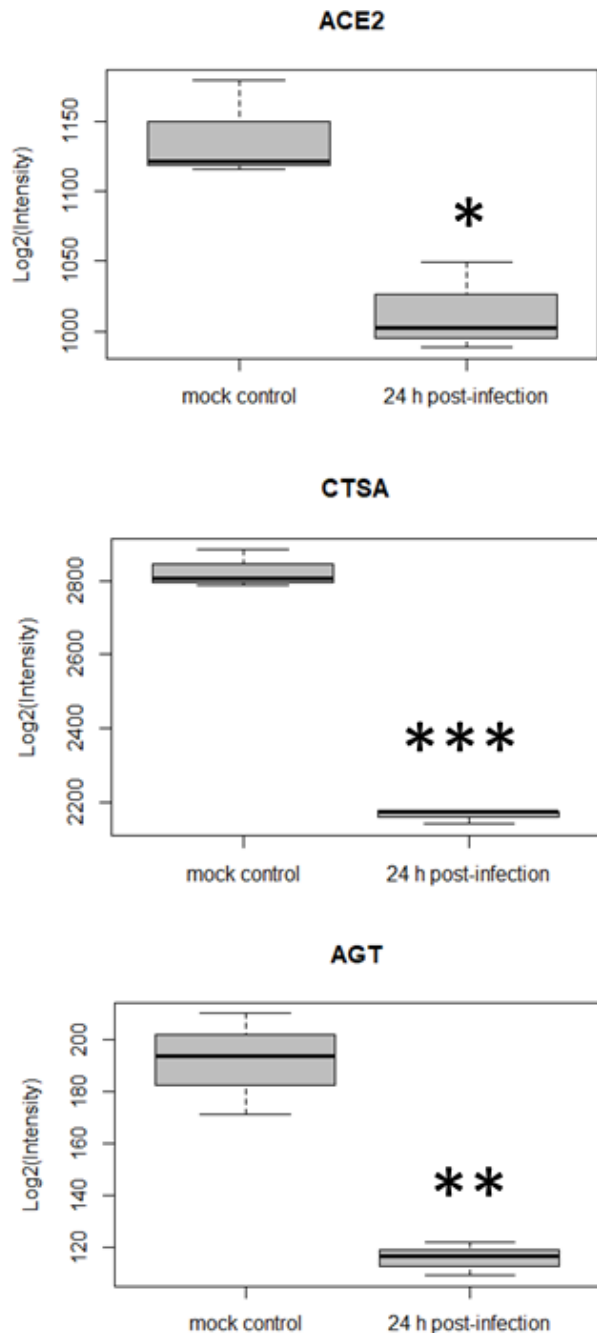 ACE2
Log2(Intensity)
1150
1100
1050
1000
*
mock control 24 h post-infection
CTSA
Log2(Intensity)
2800
2600
2400
2200
***
mock control 24 h post-infection
AGT
Log2(Intensity)
200
180
160
140
120
**
mock control 24 h post-infection